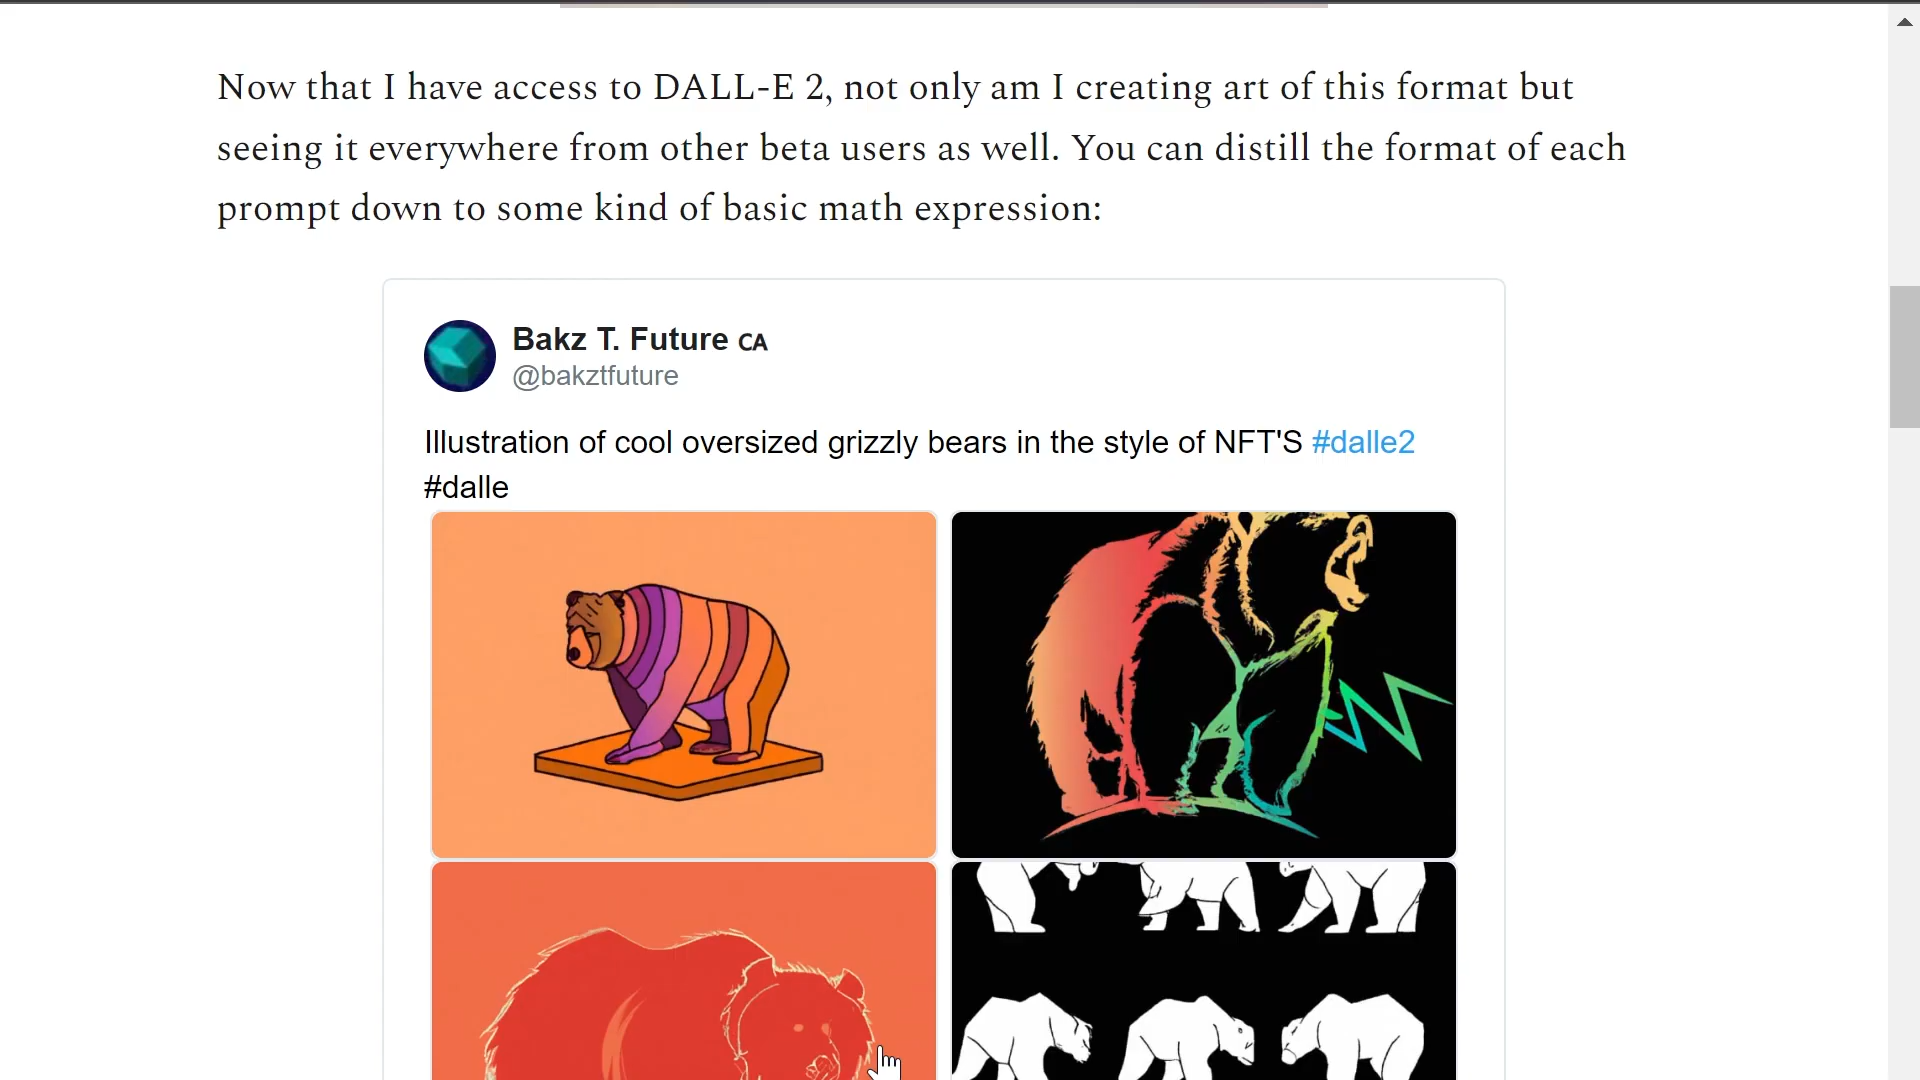 Now that I have access to DALL-E 2, not only am I creating art of this format but
seeing it everywhere from other beta users as well. You can distill the format of each
prompt down to some kind of basic math expression:
Bakz T. Future CA
@bakztfuture
Illustration of cool oversized grizzly bears in the style of NFT'S #dalle2
#dalle